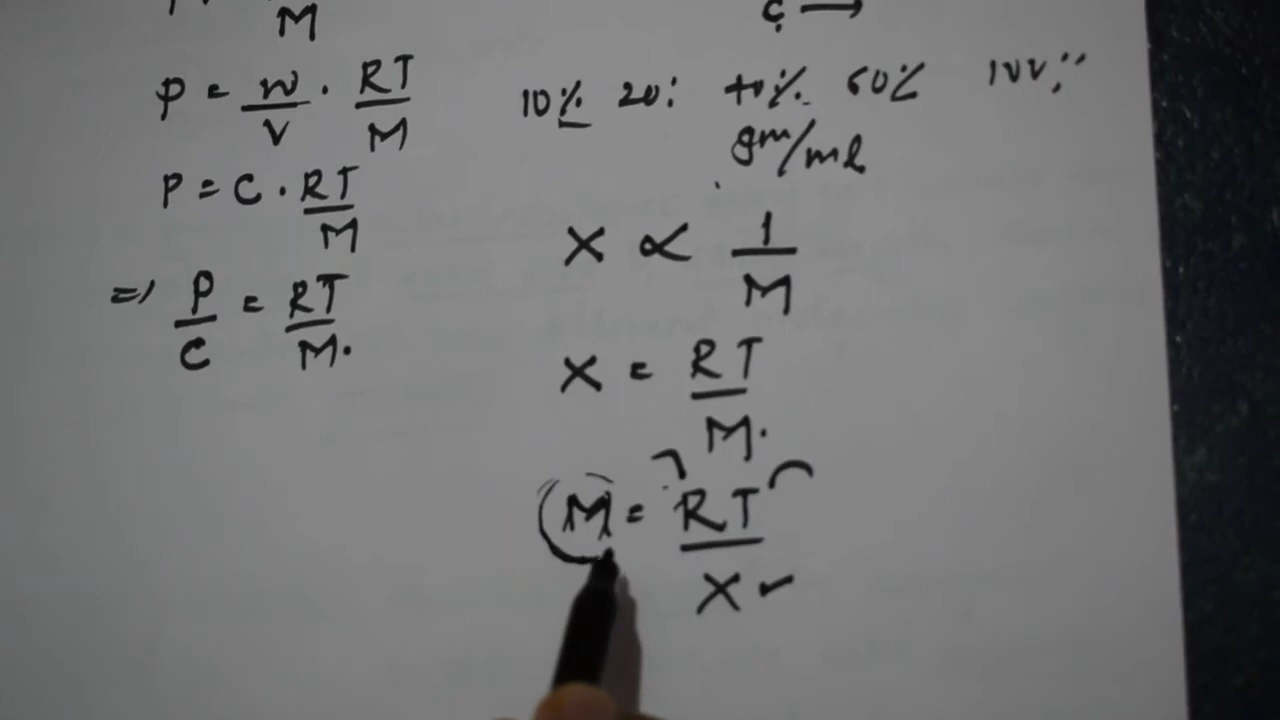 M
P = w/v · RT/M
P = C · RT/M
=> P/C = RT/M.
C →
10% 20% 40% 60% 100%
gm/ml
X ∝ 1/M
X = RT/M.
M = RT/X